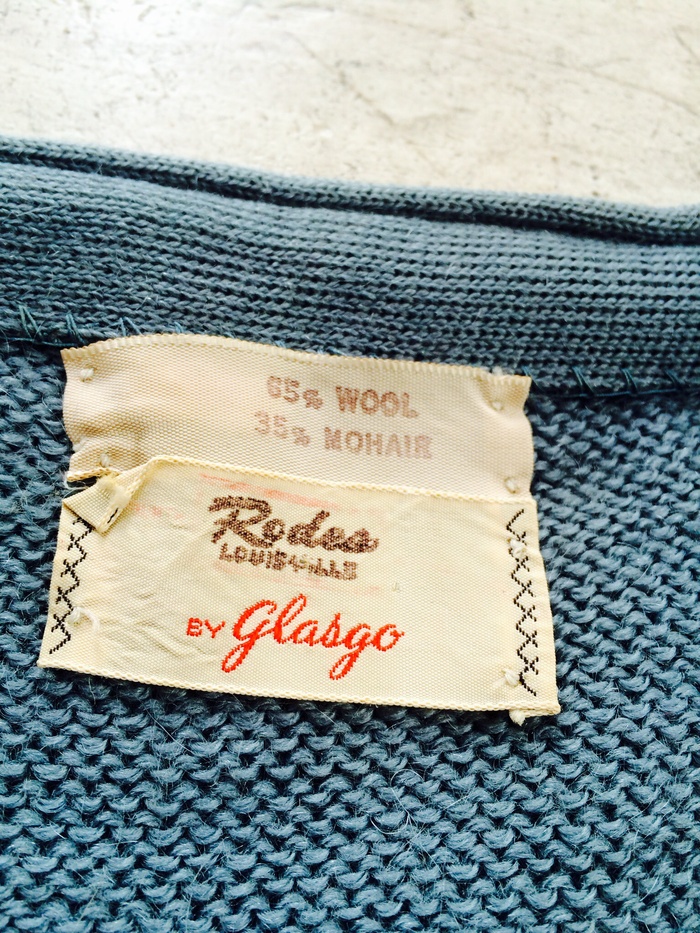 65% WOOL
35% MOHAIR
Rodes
LOUISVILLE
BY Glasgo